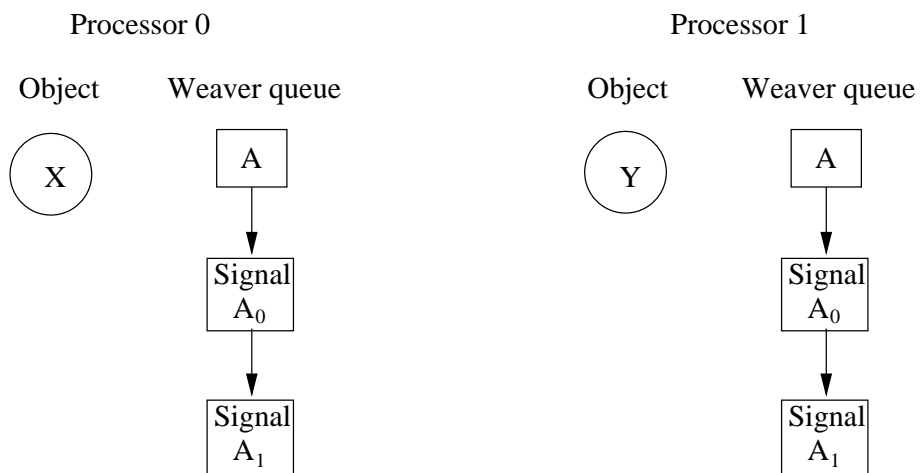 Processor 0 Processor 1
Object Weaver queue Object Weaver queue
X A Y A
Signal Signal
A₀ A₀
Signal Signal
A₁ A₁